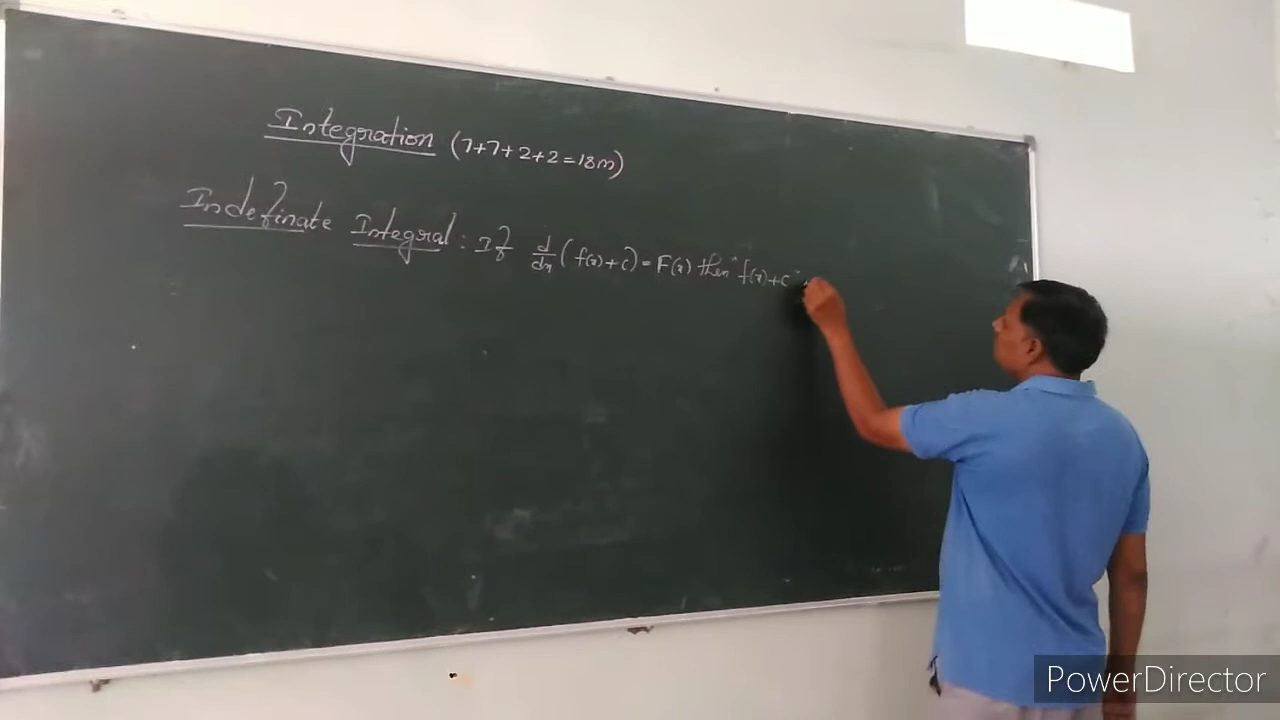 Integration (7+7+2+2=18m)
Indefinate Integral: If d/dx (f(x)+c) = F(x) then "f(x)+c"
PowerDirector